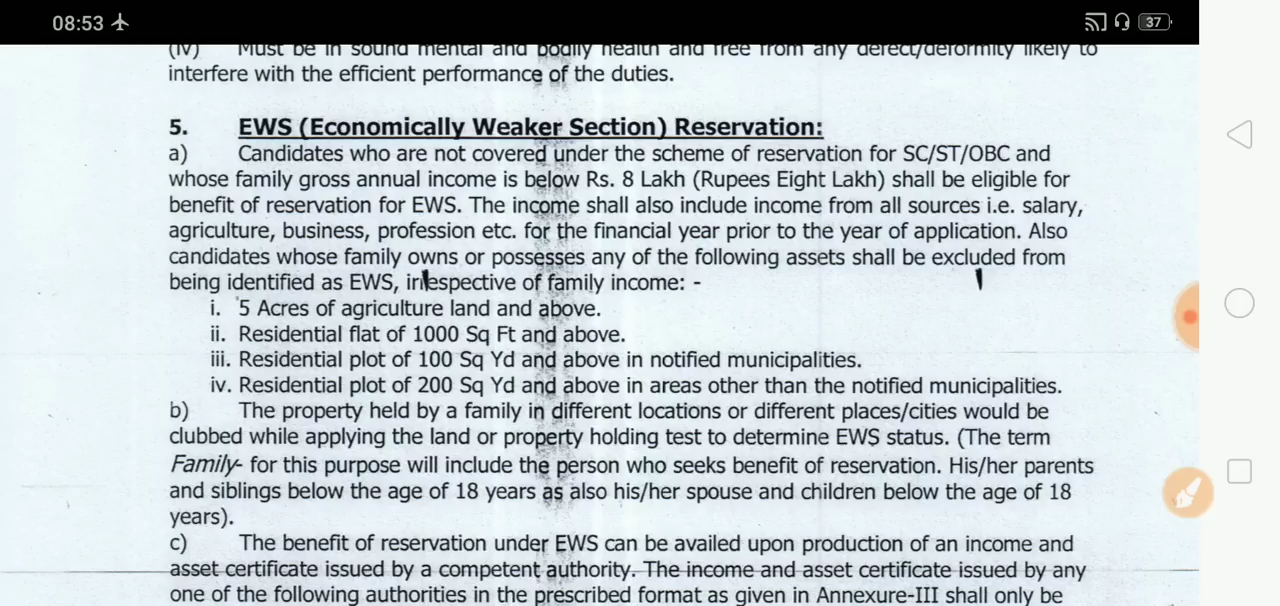 08:53
37
(iv) Must be in sound mental and bodily health and free from any defect/deformity likely to
interfere with the efficient performance of the duties.
5. EWS (Economically Weaker Section) Reservation:
a) Candidates who are not covered under the scheme of reservation for SC/ST/OBC and
whose family gross annual income is below Rs. 8 Lakh (Rupees Eight Lakh) shall be eligible for
benefit of reservation for EWS. The income shall also include income from all sources i.e. salary,
agriculture, business, profession etc. for the financial year prior to the year of application. Also
candidates whose family owns or possesses any of the following assets shall be excluded from
being identified as EWS, irrespective of family income: -
i. 5 Acres of agriculture land and above.
ii. Residential flat of 1000 Sq Ft and above.
iii. Residential plot of 100 Sq Yd and above in notified municipalities.
iv. Residential plot of 200 Sq Yd and above in areas other than the notified municipalities.
b) The property held by a family in different locations or different places/cities would be
clubbed while applying the land or property holding test to determine EWS status. (The term
Family- for this purpose will include the person who seeks benefit of reservation. His/her parents
and siblings below the age of 18 years as also his/her spouse and children below the age of 18
years).
c) The benefit of reservation under EWS can be availed upon production of an income and
asset certificate issued by a competent authority. The income and asset certificate issued by any
one of the following authorities in the prescribed format as given in Annexure-III shall only be